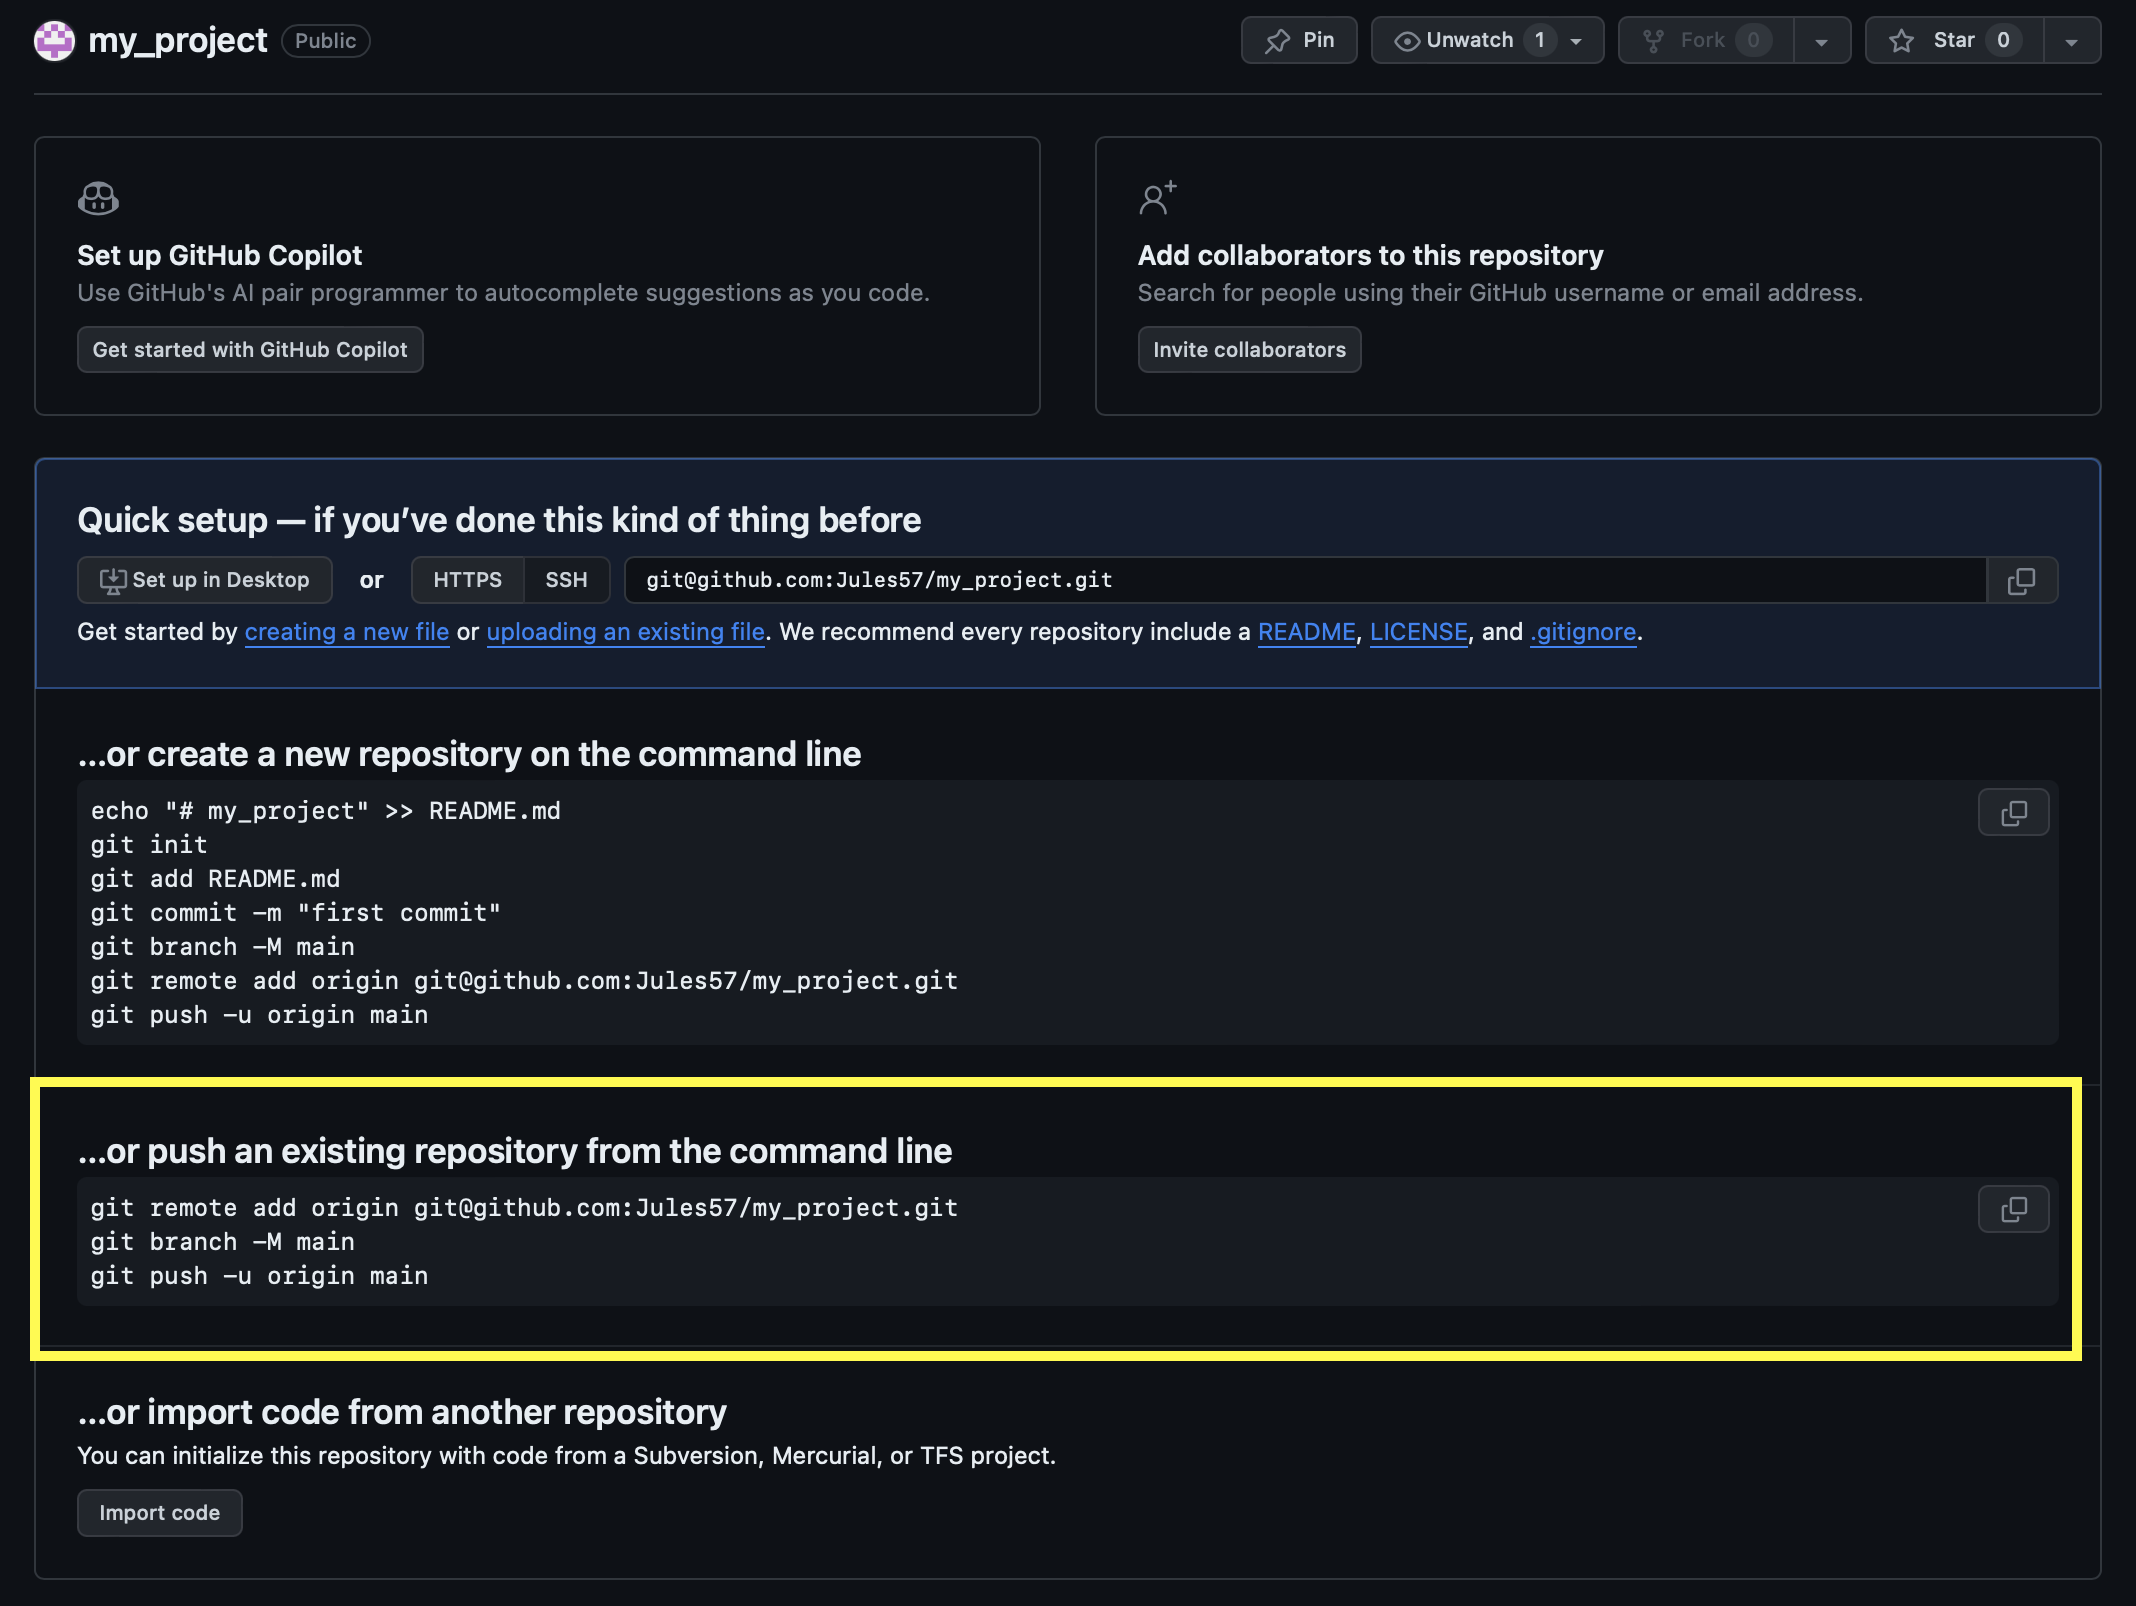 my_project Public
Pin
Unwatch 1
Fork 0
Star 0
Set up GitHub Copilot
Use GitHub's AI pair programmer to autocomplete suggestions as you code.
Get started with GitHub Copilot
Add collaborators to this repository
Search for people using their GitHub username or email address.
Invite collaborators
Quick setup — if you’ve done this kind of thing before
Set up in Desktop or HTTPS SSH git@github.com:Jules57/my_project.git
Get started by creating a new file or uploading an existing file. We recommend every repository include a README, LICENSE, and .gitignore.
…or create a new repository on the command line
echo "# my_project" >> README.md
git init
git add README.md
git commit -m "first commit"
git branch -M main
git remote add origin git@github.com:Jules57/my_project.git
git push -u origin main
…or push an existing repository from the command line
git remote add origin git@github.com:Jules57/my_project.git
git branch -M main
git push -u origin main
…or import code from another repository
You can initialize this repository with code from a Subversion, Mercurial, or TFS project.
Import code